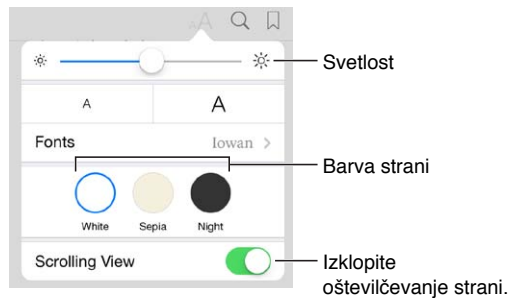 AA
Svetlost
A A
Fonts Iowan >
Barva strani
White Sepia Night
Scrolling View
Izklopite
oštevilčevanje strani.